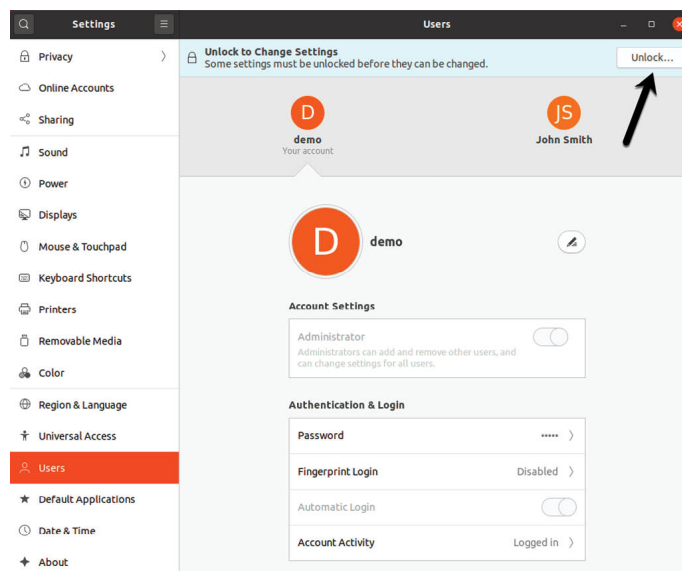 Settings
Users
Privacy
Online Accounts
Sharing
Sound
Power
Displays
Mouse & Touchpad
Keyboard Shortcuts
Printers
Removable Media
Color
Region & Language
Universal Access
Users
Default Applications
Date & Time
About
Unlock to Change Settings
Some settings must be unlocked before they can be changed.
Unlock...
D
demo
Your account
JS
John Smith
D
demo
Account Settings
Administrator
Administrators can add and remove other users, and
can change settings for all users.
Authentication & Login
Password •••••
Fingerprint Login Disabled
Automatic Login
Account Activity Logged in